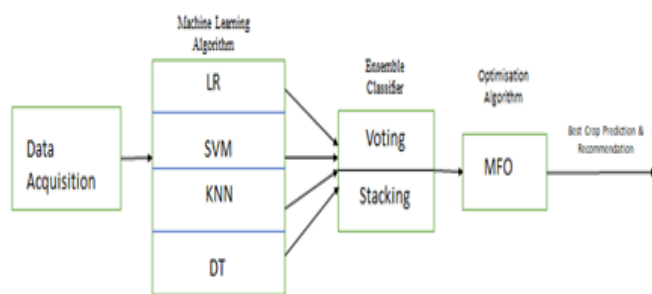 Machine Learning
Algorithm
LR
SVM
KNN
DT
Data
Acquisition
Ensemble
Classifier
Voting
Stacking
Optimisation
Algorithm
MFO
Best Crop Prediction &
Recommendation